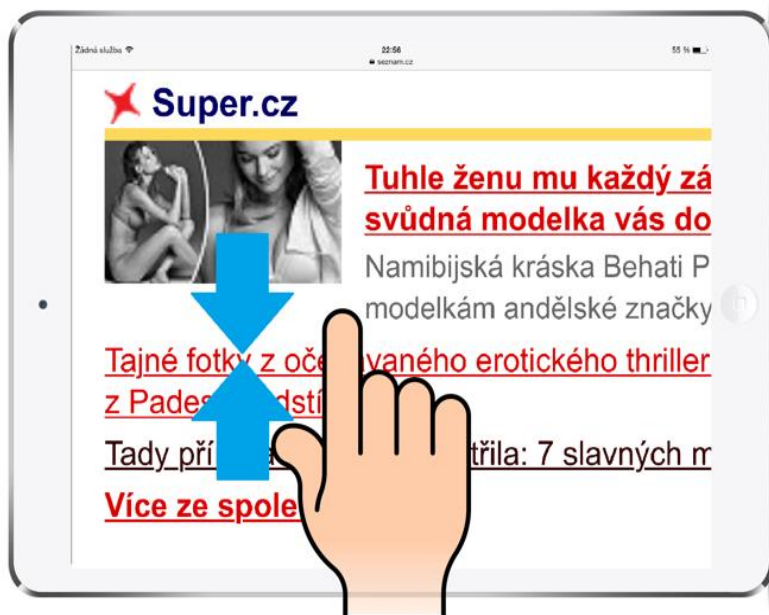 Žádná služba
22:56
55 %
seznam.cz
Super.cz
Tuhle ženu mu každý zá
svůdná modelka vás do
Namibijská kráska Behati P
modelkám andělské značky
Tajné fotky z oče vaného erotického thriller
z Pades dstí
Tady pří třila: 7 slavných m
Více ze spole